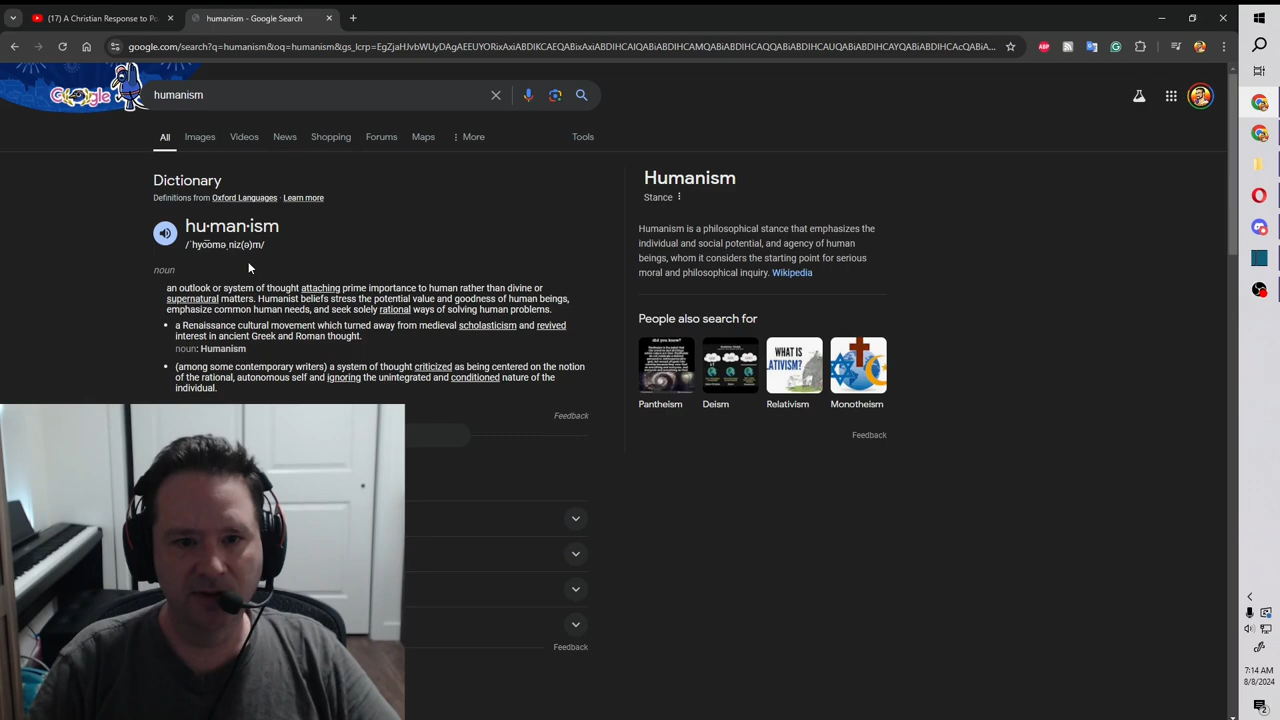 (17) A Christian Response to Po
humanism - Google Search
google.com/search?q=humanism&oq=humanism&gs_lcrp=EgZjaHJvbWUyDAgAEEUYORixAxiABDIKCAEQABixAxiABDIHCAIQABiABDIHCAMQABiABDIHCAQQABiABDIHCAUQABiABDIHCAYQABiABDIHCAcQABi...
ABP
Google
humanism
All
Images
Videos
News
Shopping
Forums
Maps
More
Tools
Dictionary
Definitions from Oxford Languages · Learn more
hu·man·ism
/ˈhyo͞oməˌniz(ə)m/
noun
an outlook or system of thought attaching prime importance to human rather than divine or
supernatural matters. Humanist beliefs stress the potential value and goodness of human beings,
emphasize common human needs, and seek solely rational ways of solving human problems.
• a Renaissance cultural movement which turned away from medieval scholasticism and revived
interest in ancient Greek and Roman thought.
noun: Humanism
• (among some contemporary writers) a system of thought criticized as being centered on the notion
of the rational, autonomous self and ignoring the unintegrated and conditioned nature of the
individual.
Feedback
Feedback
Humanism
Stance
Humanism is a philosophical stance that emphasizes the
individual and social potential, and agency of human
beings, whom it considers the starting point for serious
moral and philosophical inquiry. Wikipedia
People also search for
WHAT IS
Pantheism
Deism
Relativism
Monotheism
Feedback
7:14 AM
8/8/2024
2